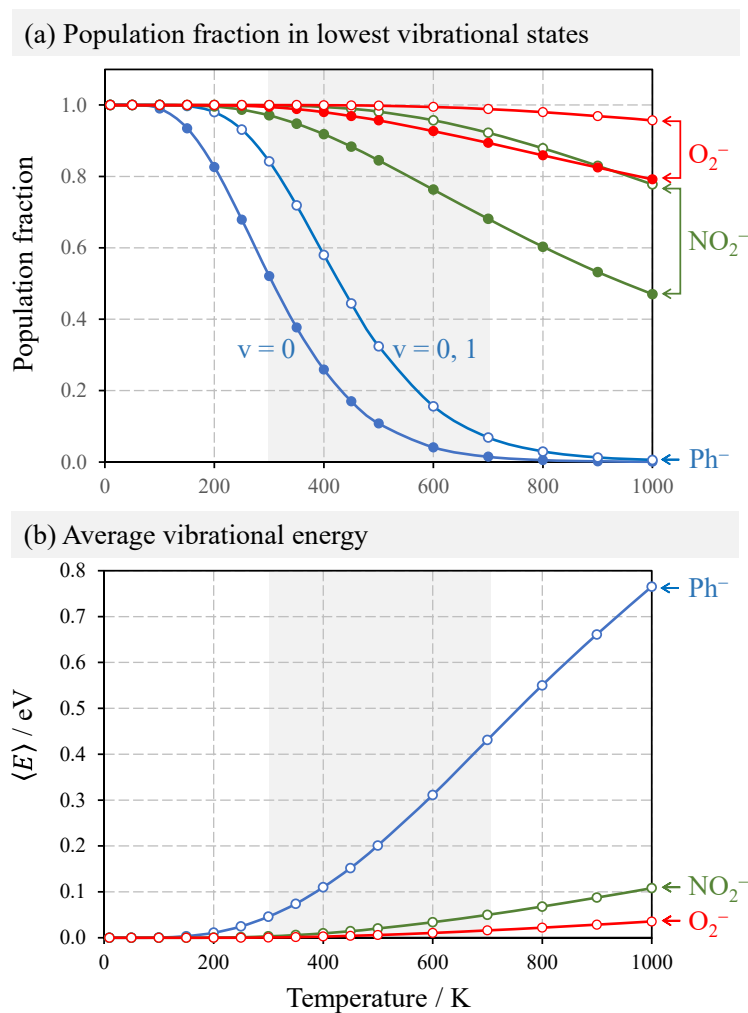 (a) Population fraction in lowest vibrational states
Population fraction
1.0
0.8
0.6
0.4
0.2
0.0
v = 0
v = 0, 1
O₂⁻
NO₂⁻
Ph⁻
0 200 400 600 800 1000
(b) Average vibrational energy
⟨E⟩ / eV
0.8
0.7
0.6
0.5
0.4
0.3
0.2
0.1
0.0
Ph⁻
NO₂⁻
O₂⁻
0 200 400 600 800 1000
Temperature / K